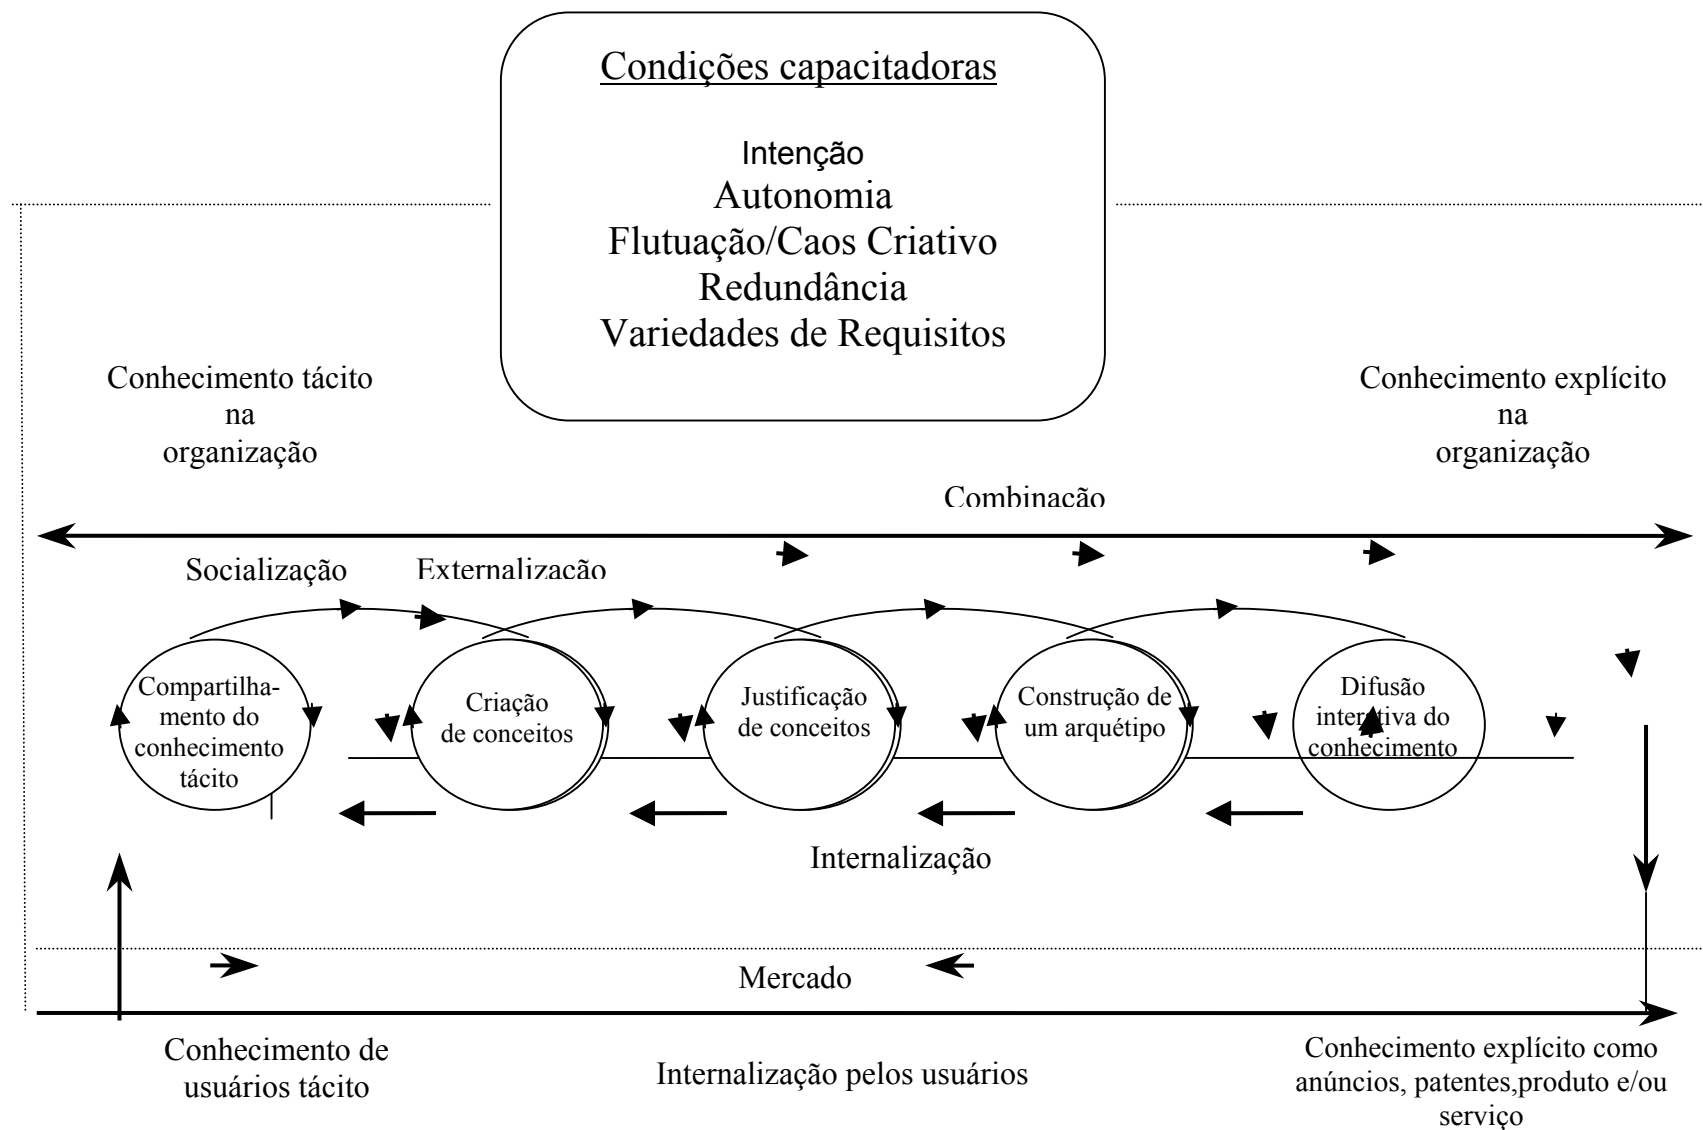 Condições capacitadoras
Intenção
Autonomia
Flutuação/Caos Criativo
Redundância
Variedades de Requisitos
Conhecimento tácito
na
organização
Conhecimento explícito
na
organização
Combinação
Socialização
Externalização
Compartilha-
mento do
conhecimento
tácito
Criação
de conceitos
Justificação
de conceitos
Construção de
um arquétipo
Difusão
interativa do
conhecimento
Internalização
Mercado
Conhecimento de
usuários tácito
Internalização pelos usuários
Conhecimento explícito como
anúncios, patentes,produto e/ou
serviço